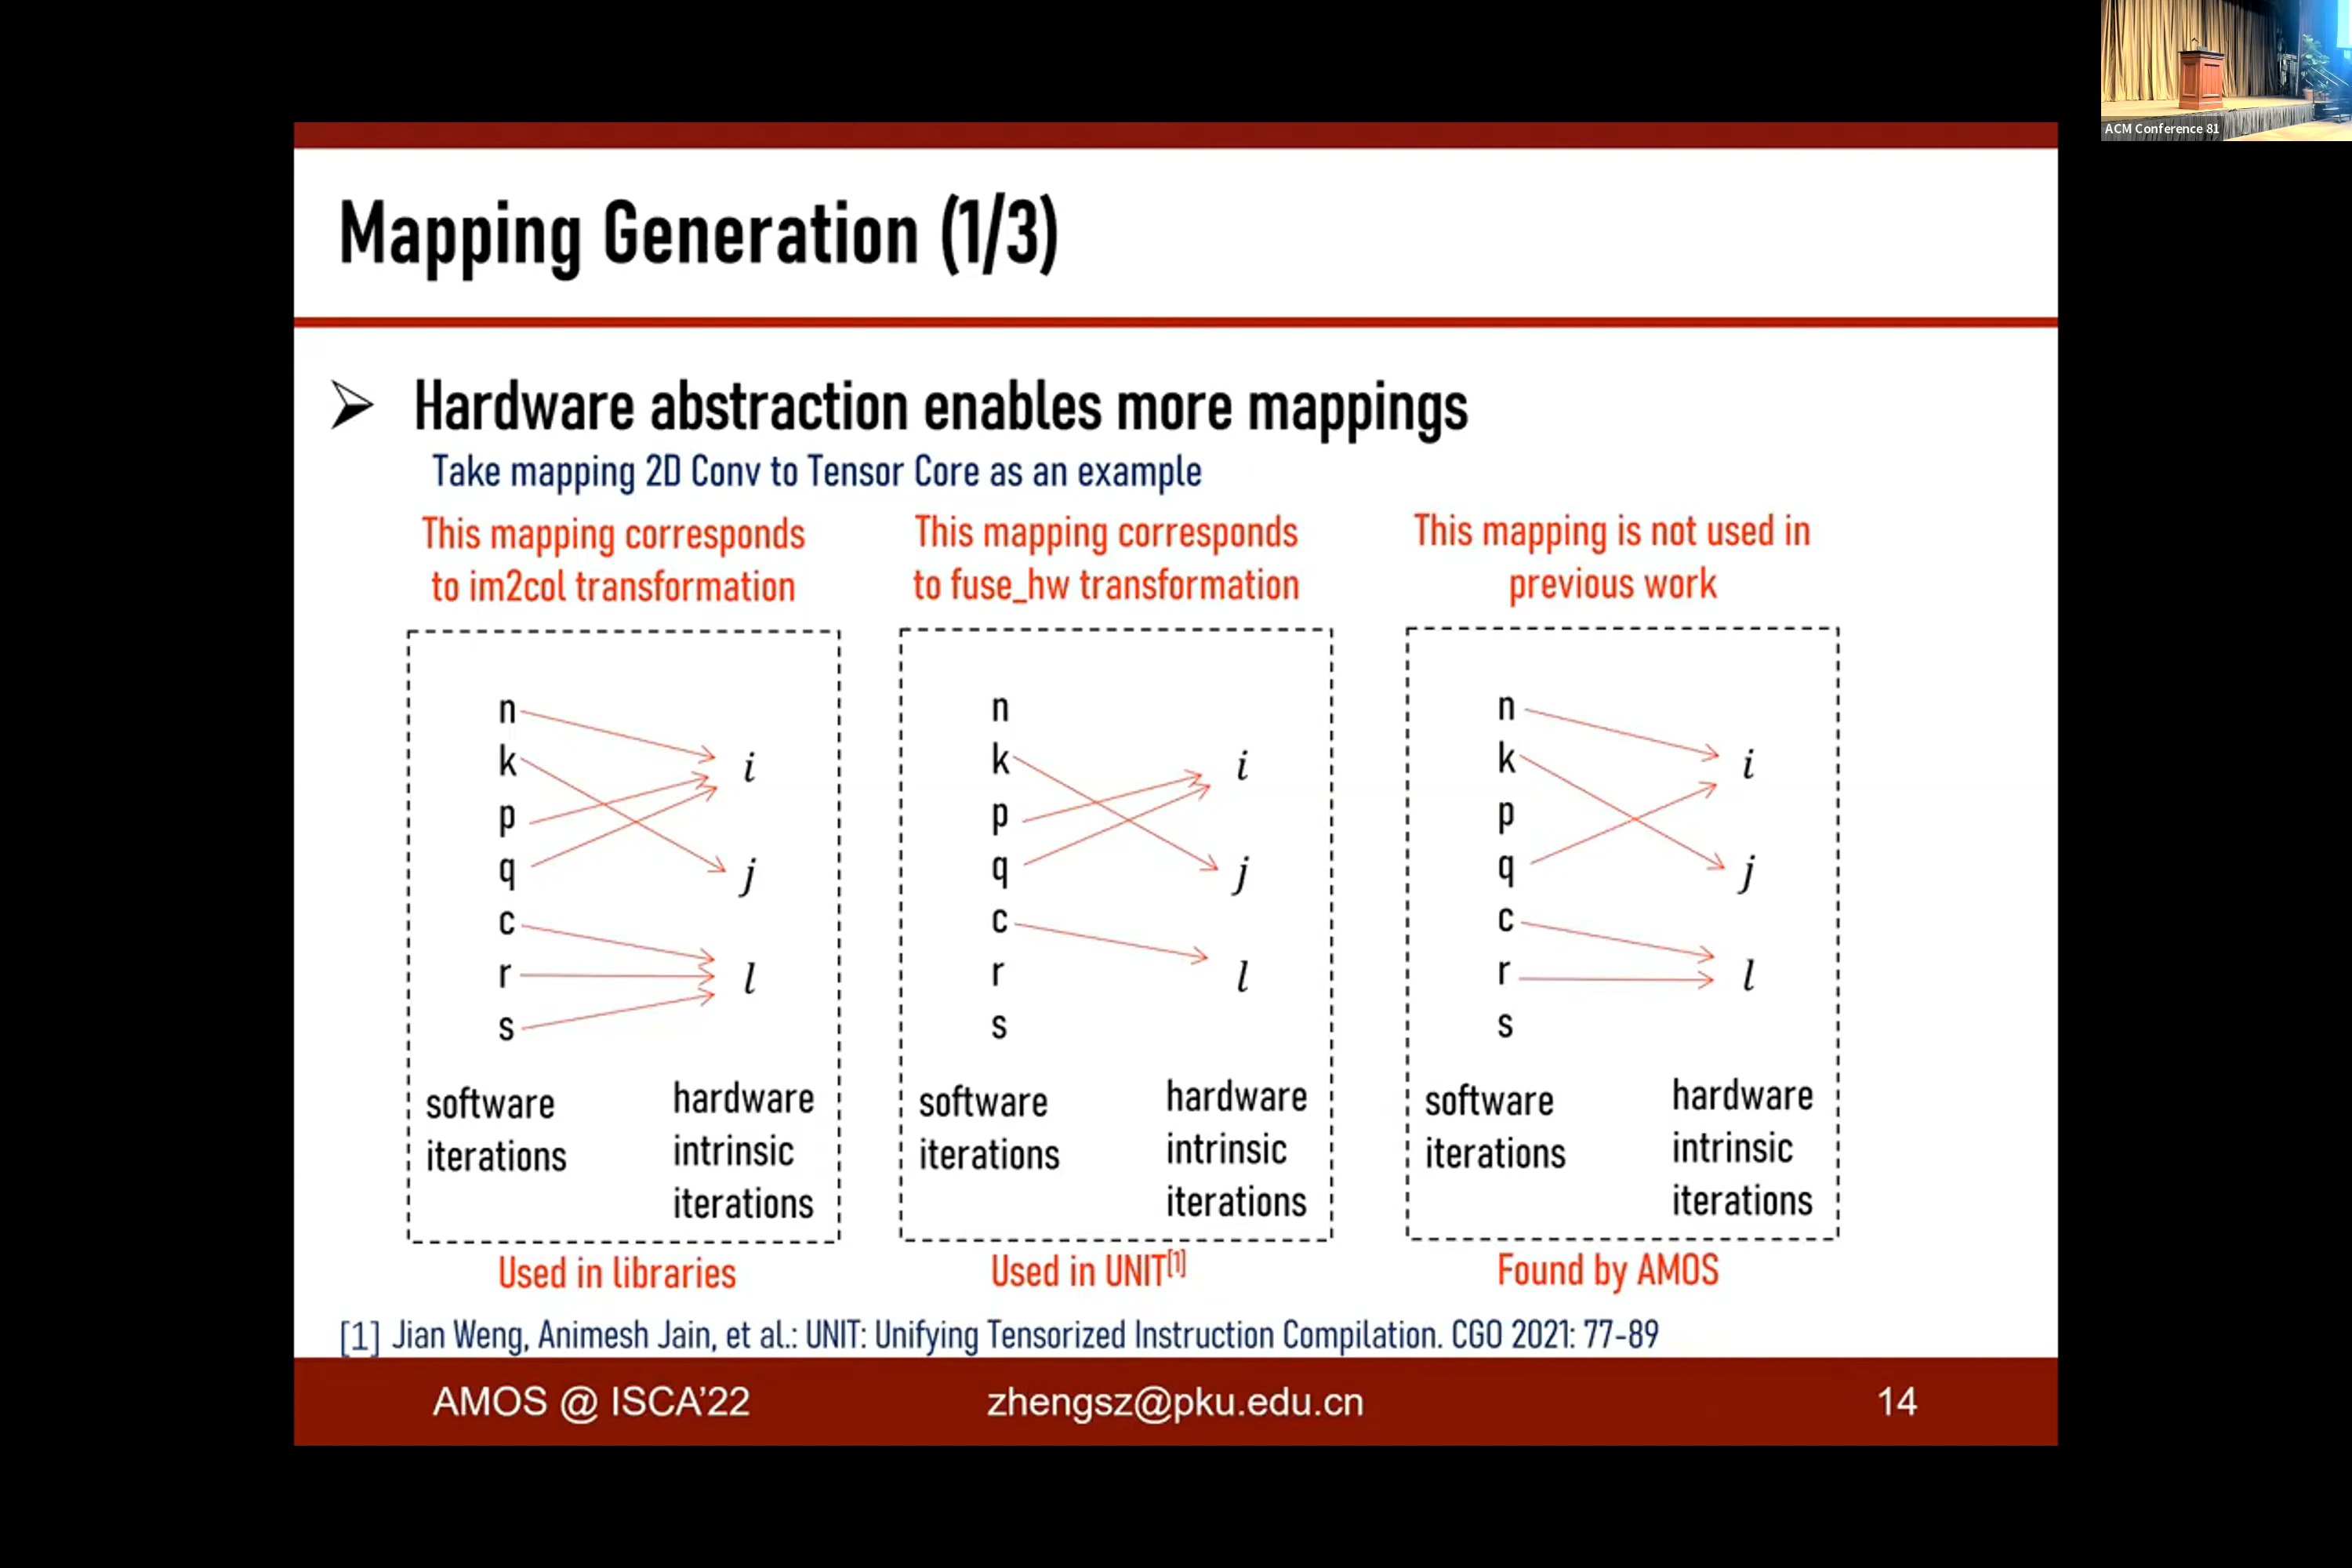 ACM Conference 81
Mapping Generation (1/3)
Hardware abstraction enables more mappings
Take mapping 2D Conv to Tensor Core as an example
This mapping corresponds
to im2col transformation
n
k
p
q
c
r
s
i
j
l
software
iterations
hardware
intrinsic
iterations
Used in libraries
This mapping corresponds
to fuse_hw transformation
n
k
p
q
c
r
s
i
j
l
software
iterations
hardware
intrinsic
iterations
Used in UNIT[1]
This mapping is not used in
previous work
n
k
p
q
c
r
s
i
j
l
software
iterations
hardware
intrinsic
iterations
Found by AMOS
[1] Jian Weng, Animesh Jain, et al.: UNIT: Unifying Tensorized Instruction Compilation. CGO 2021: 77-89
AMOS @ ISCA’22
zhengsz@pku.edu.cn
14